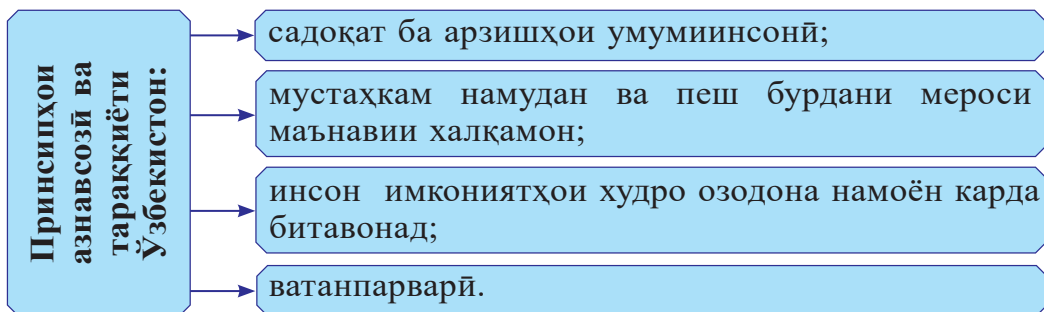 Принсипҳои
азнавсозӣ ва
тараққиёти
Ўзбекистон:
садоқат ба арзишҳои умумиинсонӣ;
мустаҳкам намудан ва пеш бурдани мероси
маънавии халқамон;
инсон имкониятҳои худро озодона намоён карда
битавонад;
ватанпарварӣ.